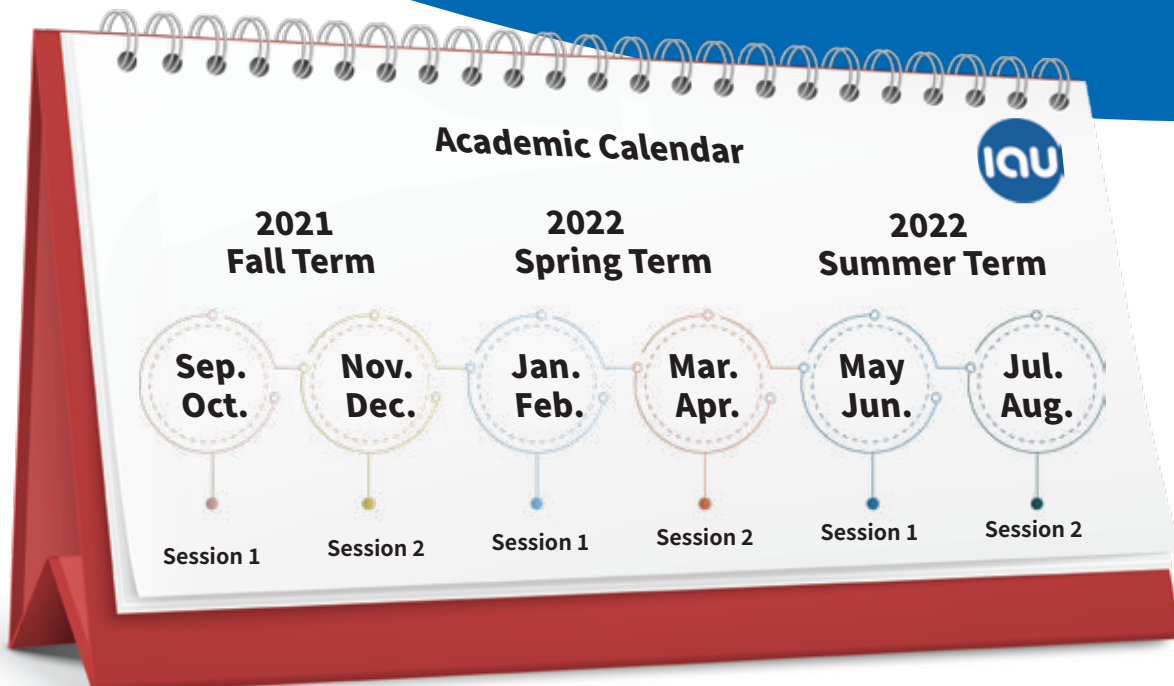 Academic Calendar
IAU
2021
Fall Term
2022
Spring Term
2022
Summer Term
Sep.
Oct.
Nov.
Dec.
Jan.
Feb.
Mar.
Apr.
May
Jun.
Jul.
Aug.
Session 1
Session 2
Session 1
Session 2
Session 1
Session 2